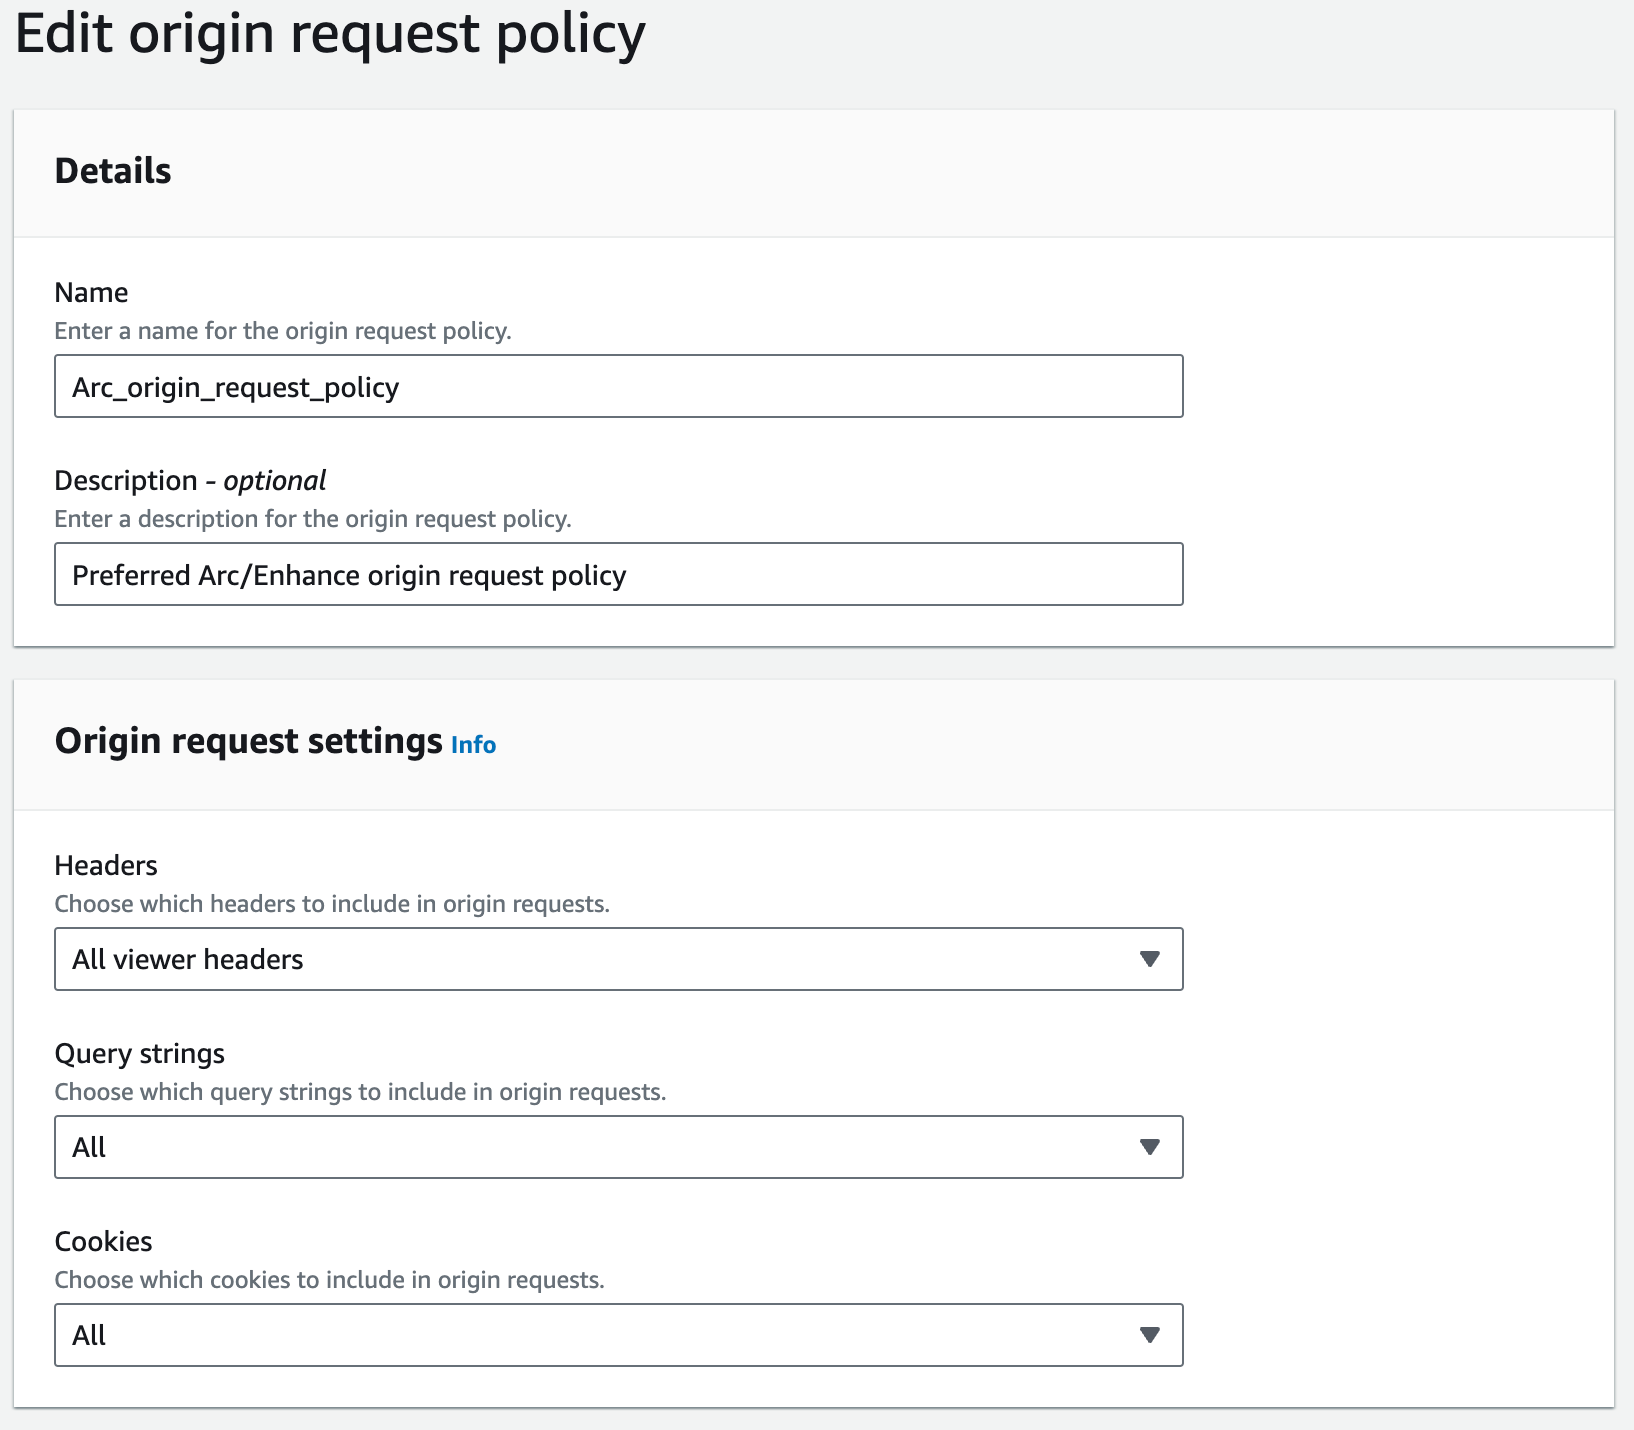 Edit origin request policy
Details
Name
Enter a name for the origin request policy.
Arc_origin_request_policy
Description - optional
Enter a description for the origin request policy.
Preferred Arc/Enhance origin request policy
Origin request settings Info
Headers
Choose which headers to include in origin requests.
All viewer headers
Query strings
Choose which query strings to include in origin requests.
All
Cookies
Choose which cookies to include in origin requests.
All